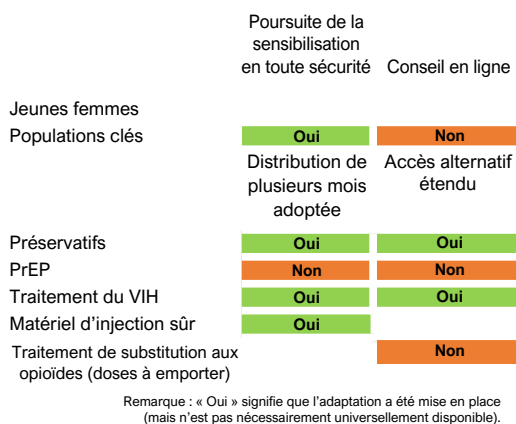 Poursuite de la
sensibilisation
en toute sécurité
Conseil en ligne
Jeunes femmes
Populations clés
Oui
Non
Distribution de
plusieurs mois
adoptée
Accès alternatif
étendu
Préservatifs
Oui
Oui
PrEP
Non
Non
Traitement du VIH
Oui
Oui
Matériel d’injection sûr
Oui
Traitement de substitution aux
opioïdes (doses à emporter)
Non
Remarque : « Oui » signifie que l’adaptation a été mise en place
(mais n’est pas nécessairement universellement disponible).